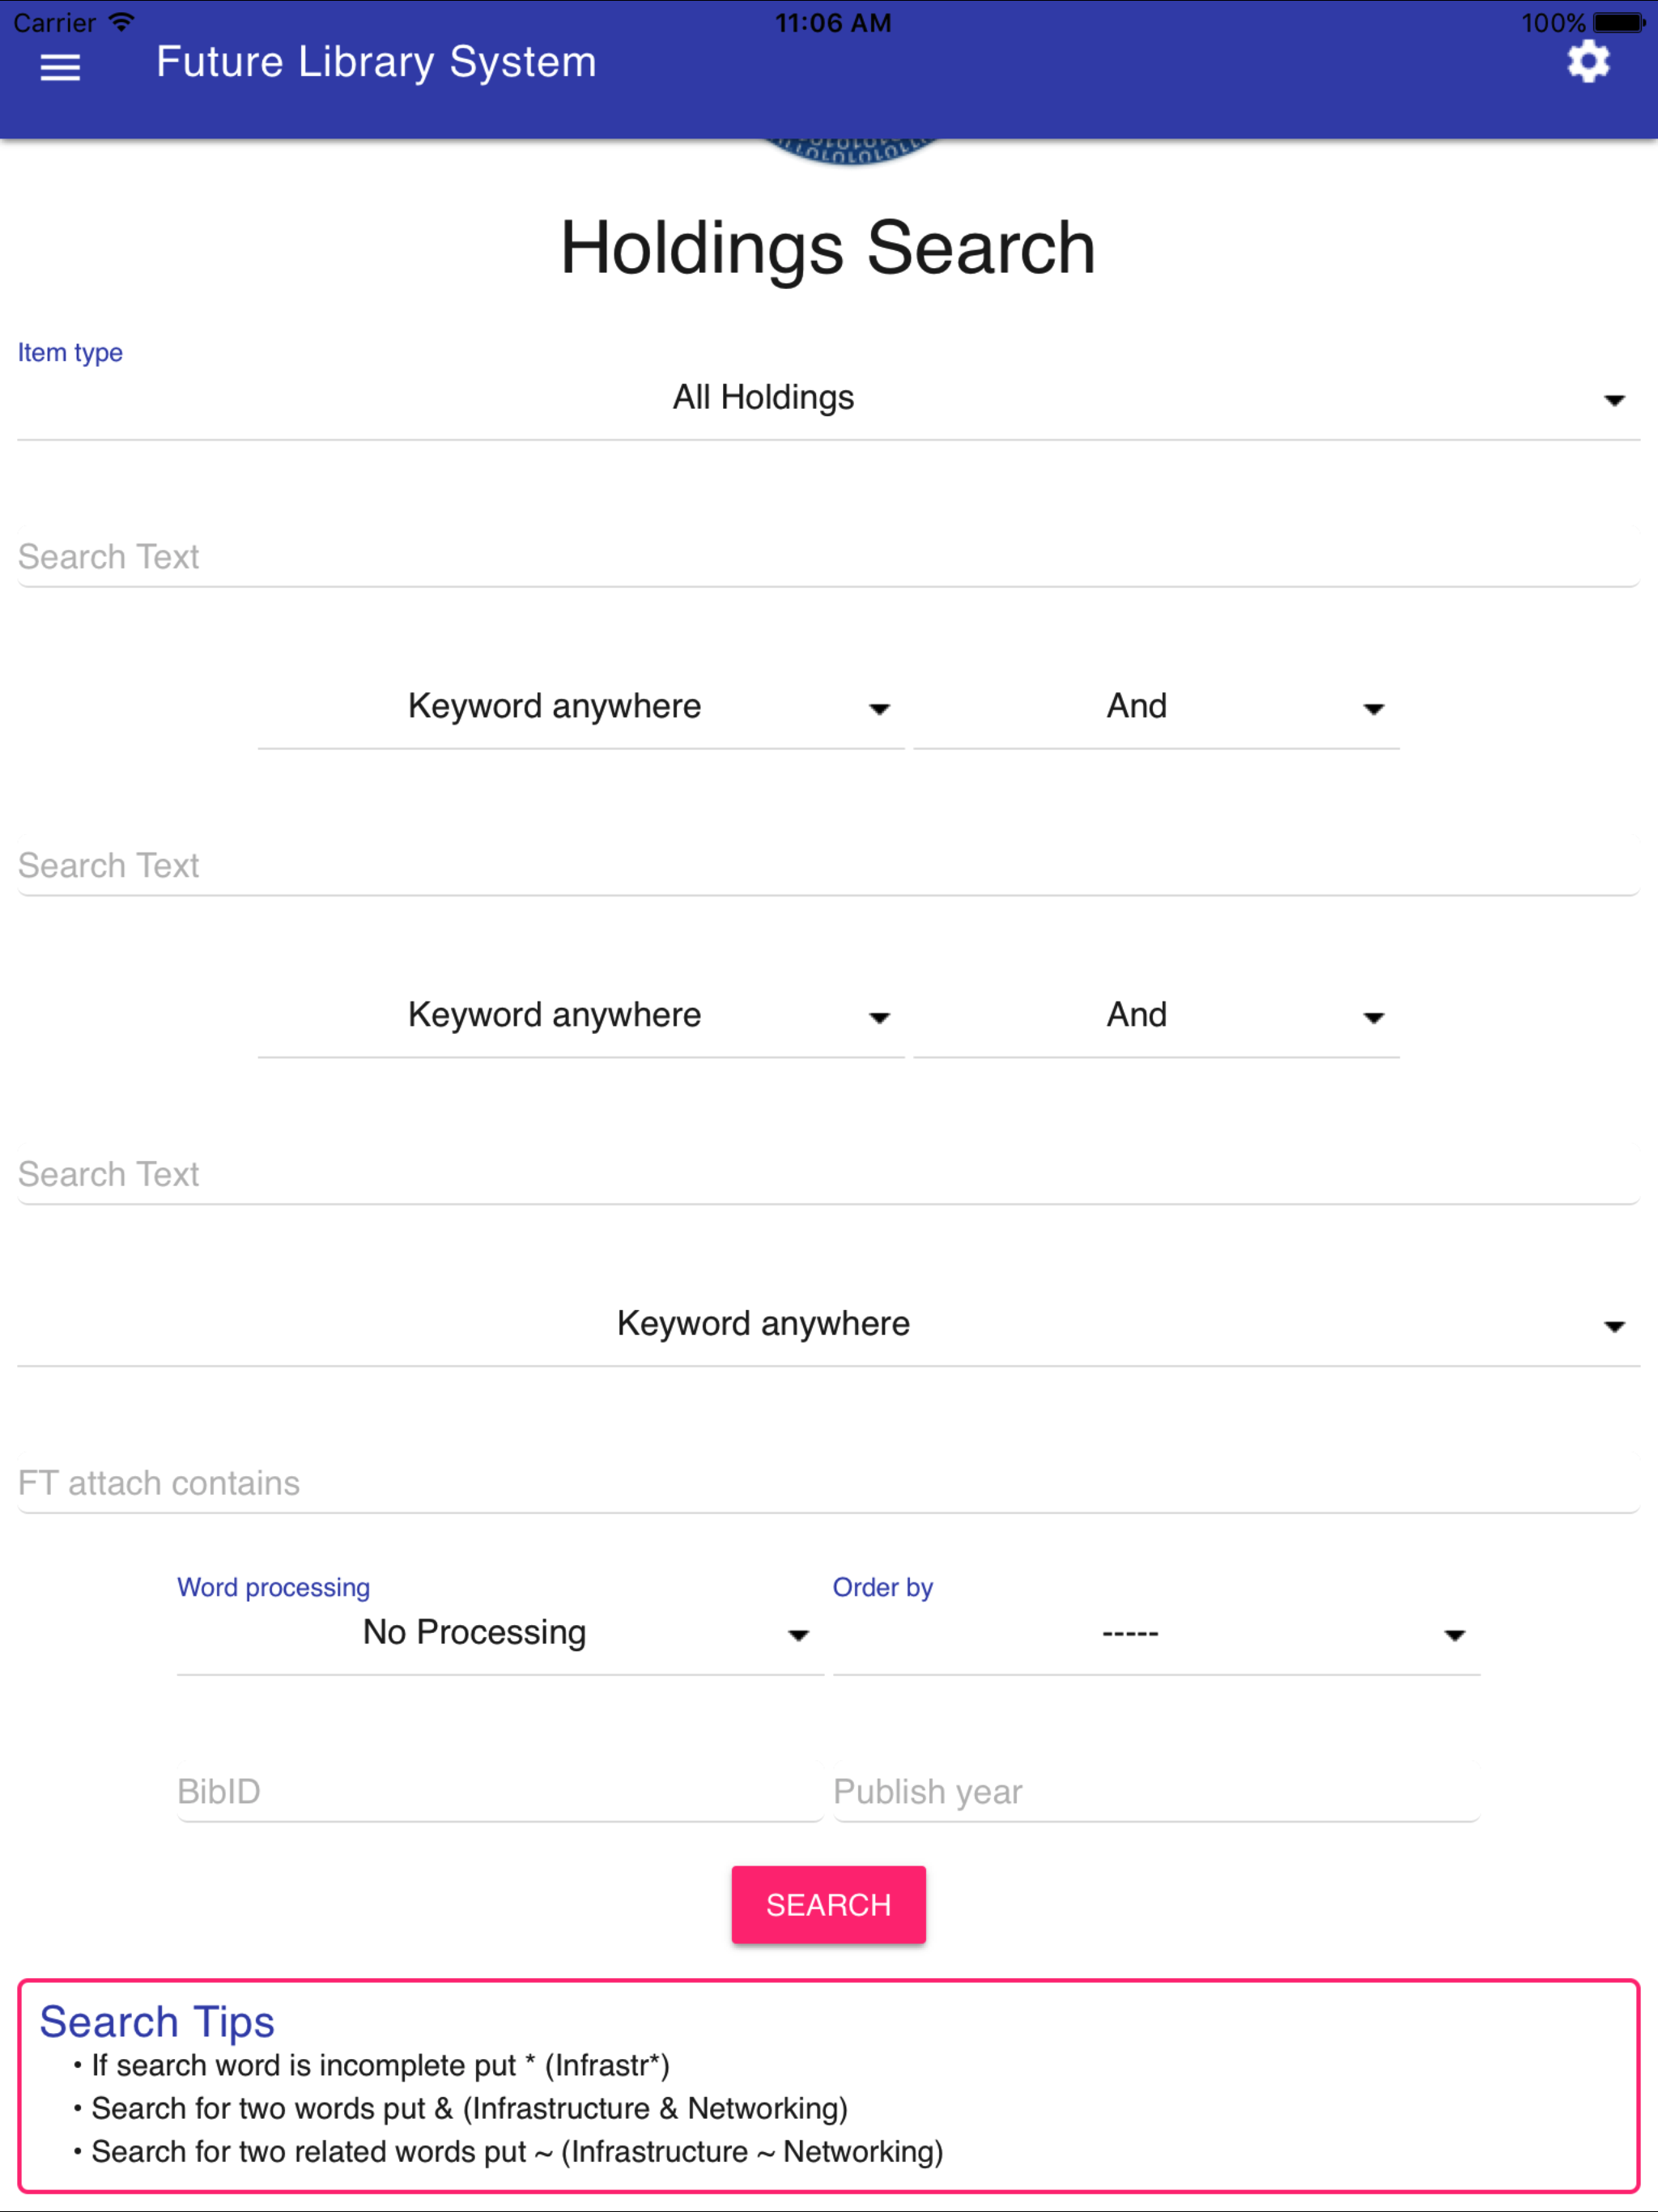 Carrier 11:06 AM 100%
Future Library System
Holdings Search
Item type
All Holdings
Search Text
Keyword anywhere And
Search Text
Keyword anywhere And
Search Text
Keyword anywhere
FT attach contains
Word processing Order by
No Processing -----
BibID Publish year
SEARCH
Search Tips
• If search word is incomplete put * (Infrastr*)
• Search for two words put & (Infrastructure & Networking)
• Search for two related words put ~ (Infrastructure ~ Networking)